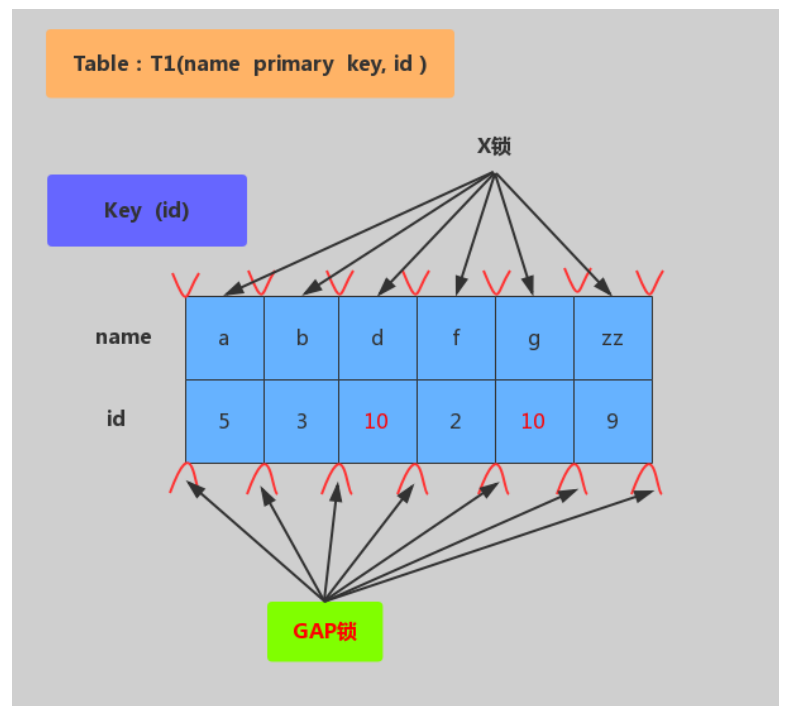 Table : T1(name primary key, id )
X锁
Key (id)
name a b d f g zz
id 5 3 10 2 10 9
GAP锁